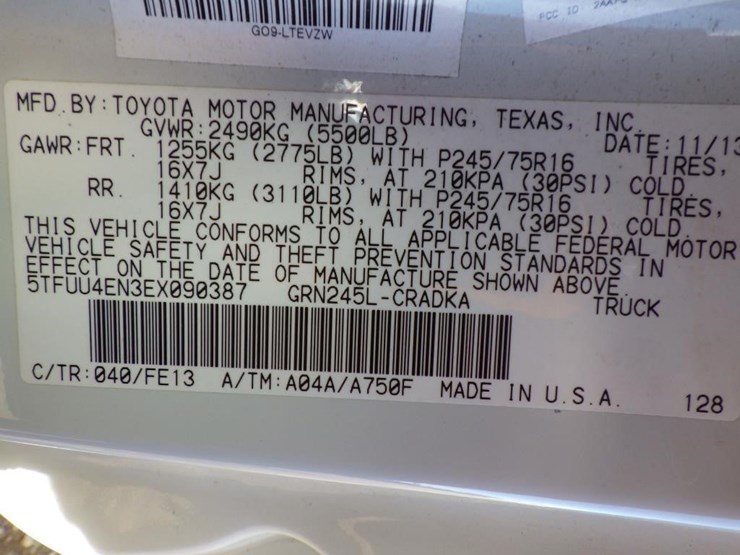 GO9-LTEVZW
FCC ID
MFD. BY: TOYOTA MOTOR MANUFACTURING, TEXAS, INC.
GVWR: 2490KG (5500LB) DATE: 11/13
GAWR: FRT. 1255KG (2775LB) WITH P245/75R16 TIRES,
16X7J RIMS, AT 210KPA (30PSI) COLD
RR. 1410KG (3110LB) WITH P245/75R16 TIRES,
16X7J RIMS, AT 210KPA (30PSI) COLD
THIS VEHICLE CONFORMS TO ALL APPLICABLE FEDERAL MOTOR
VEHICLE SAFETY AND THEFT PREVENTION STANDARDS IN
EFFECT ON THE DATE OF MANUFACTURE SHOWN ABOVE
5TFUU4EN3EX090387 GRN245L-CRADKA TRUCK
C/TR: 040/FE13 A/TM: A04A/A750F MADE IN U.S.A. 128